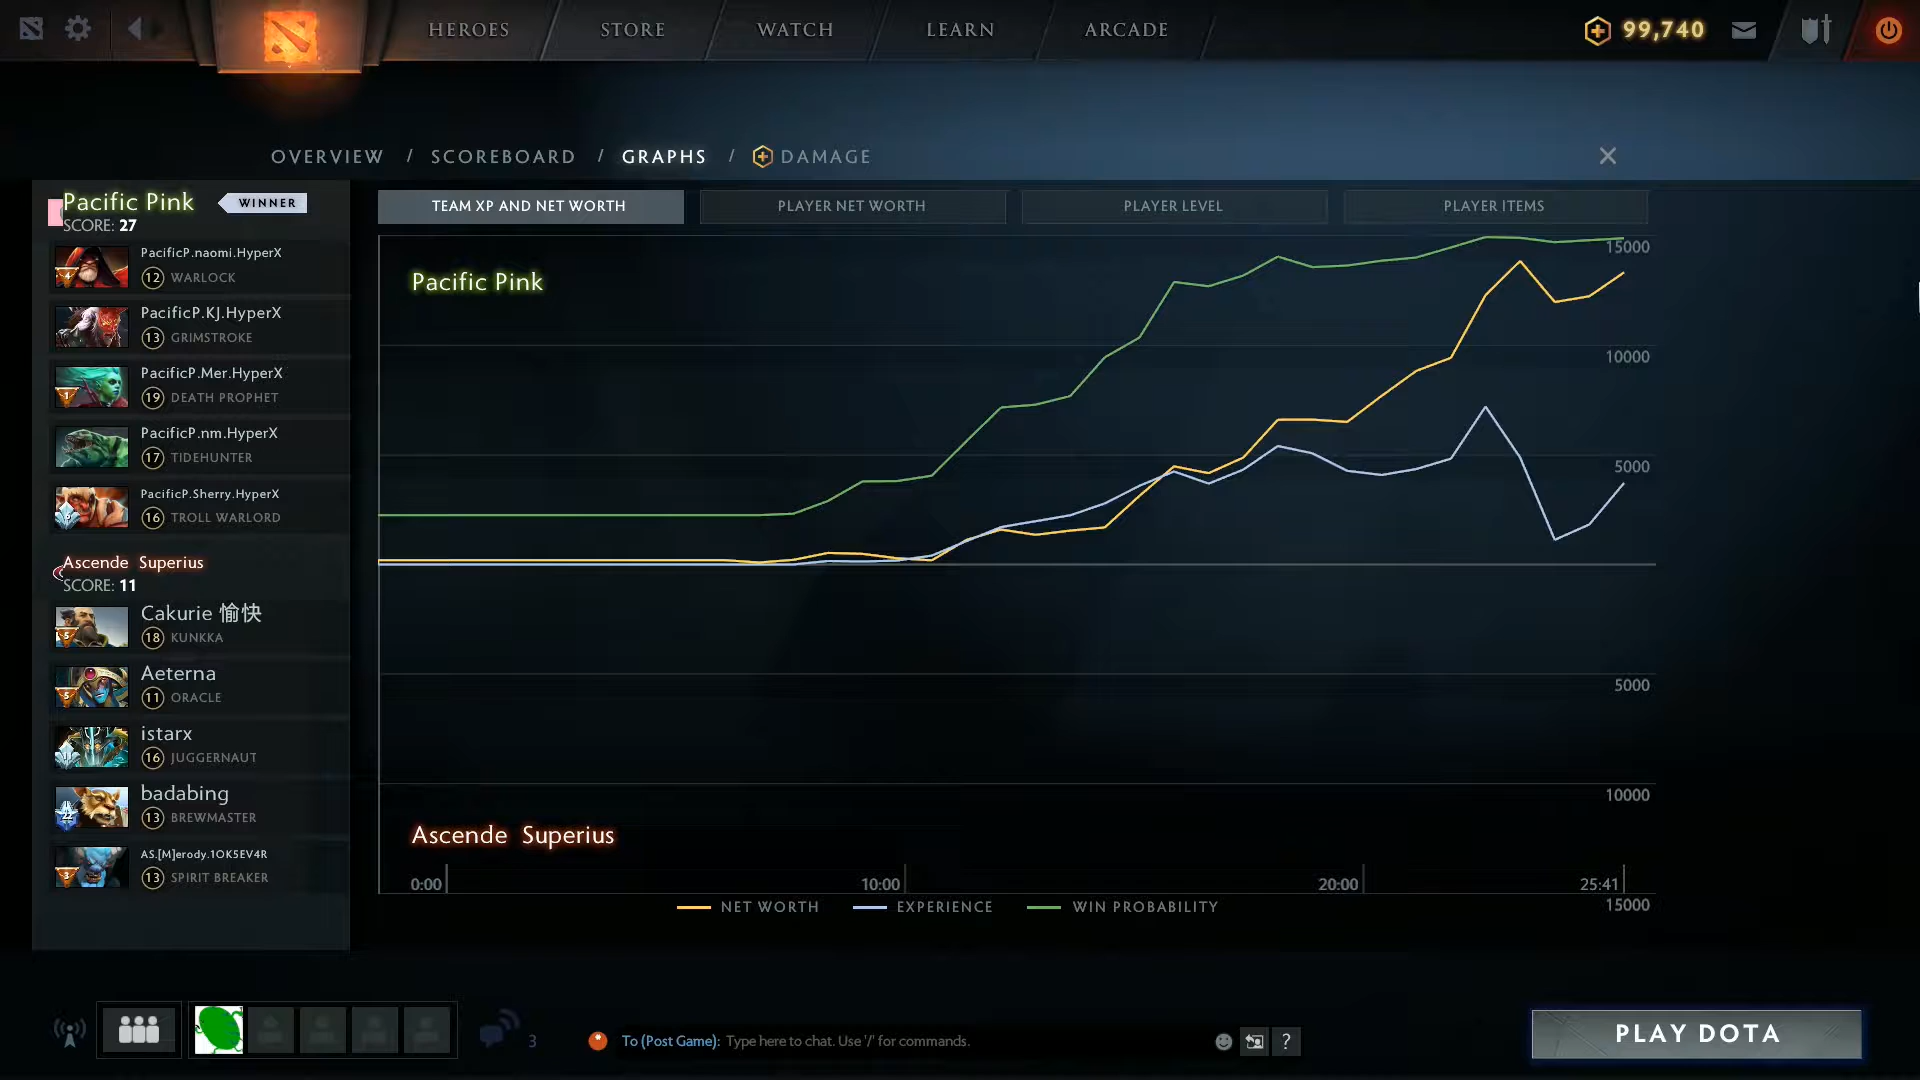 HEROES STORE WATCH LEARN ARCADE 99,740
OVERVIEW / SCOREBOARD / GRAPHS / DAMAGE
Pacific Pink WINNER
SCORE: 27
PacificP.naomi.HyperX
12 WARLOCK
4
PacificP.KJ.HyperX
13 GRIMSTROKE
PacificP.Mer.HyperX
19 DEATH PROPHET
1
PacificP.nm.HyperX
17 TIDEHUNTER
PacificP.Sherry.HyperX
16 TROLL WARLORD
Ascende Superius
SCORE: 11
Cakurie 愉快
18 KUNKKA
5
Aeterna
11 ORACLE
5
istarx
16 JUGGERNAUT
badabing
13 BREWMASTER
22
AS.[M]erody.1OK5EV4R
13 SPIRIT BREAKER
3
TEAM XP AND NET WORTH PLAYER NET WORTH PLAYER LEVEL PLAYER ITEMS
Pacific Pink
15000
10000
5000
5000
10000
15000
Ascende Superius
0:00 10:00 20:00 25:41
NET WORTH EXPERIENCE WIN PROBABILITY
3
To (Post Game): Type here to chat. Use '/' for commands.
?
PLAY DOTA